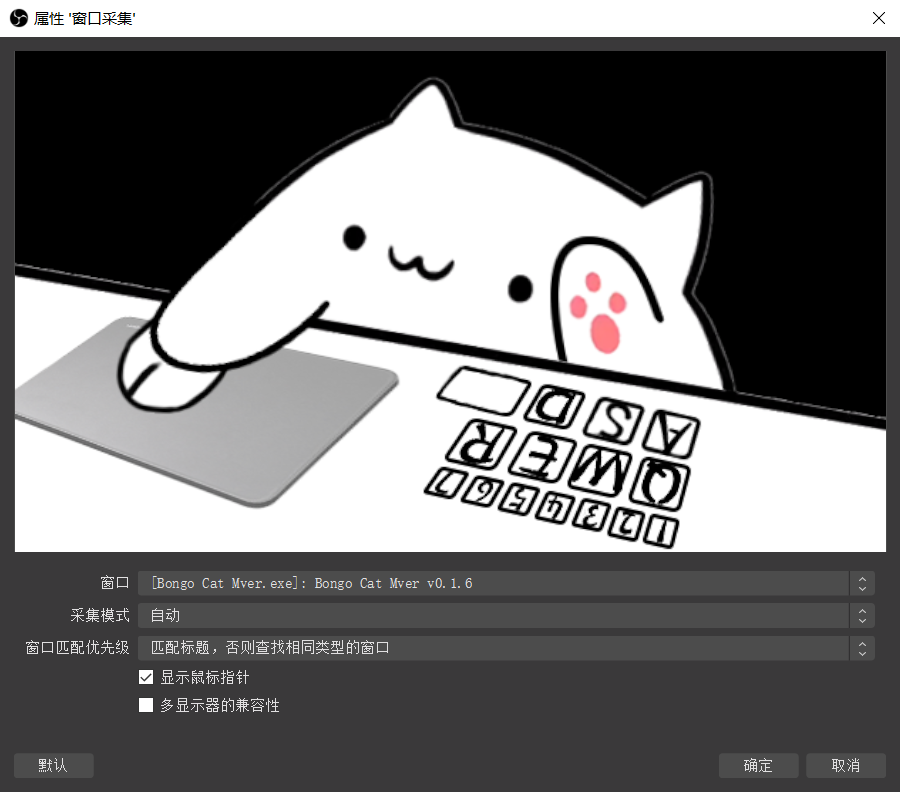 属性 '窗口采集'
D S A
R E W Q
7 6 5 4 3 2 1
窗口 [Bongo Cat Mver.exe]: Bongo Cat Mver v0.1.6
采集模式 自动
窗口匹配优先级 匹配标题，否则查找相同类型的窗口
显示鼠标指针
多显示器的兼容性
默认 确定 取消